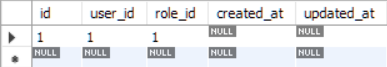 id user_id role_id created_at updated_at
1 1 1 NULL NULL
NULL NULL NULL NULL NULL